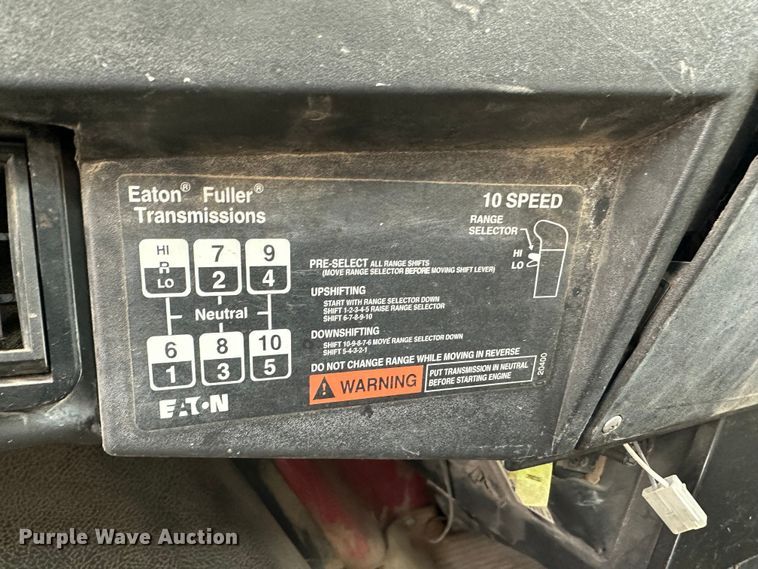 Eaton® Fuller®
Transmissions
10 SPEED
RANGE
SELECTOR
HI
LO
HI
R
LO
7
2
9
4
Neutral
6
1
8
3
10
5
PRE-SELECT ALL RANGE SHIFTS
(MOVE RANGE SELECTOR BEFORE MOVING SHIFT LEVER)
UPSHIFTING
START WITH RANGE SELECTOR DOWN
SHIFT 1-2-3-4-5 RAISE RANGE SELECTOR
SHIFT 6-7-8-9-10
DOWNSHIFTING
SHIFT 10-9-8-7-6 MOVE RANGE SELECTOR DOWN
SHIFT 5-4-3-2-1
DO NOT CHANGE RANGE WHILE MOVING IN REVERSE
WARNING
PUT TRANSMISSION IN NEUTRAL
BEFORE STARTING ENGINE
20400
EATON
Purple Wave Auction